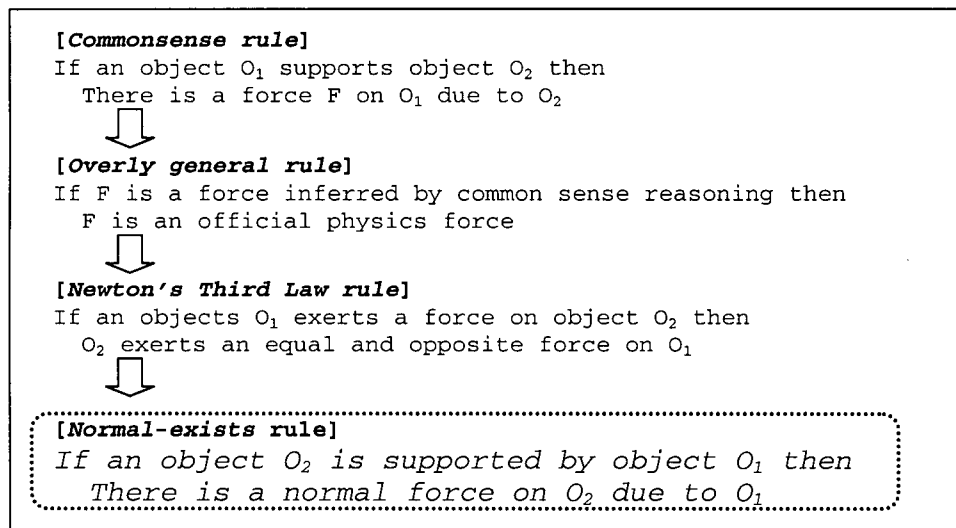 [Commonsense rule]
If an object O₁ supports object O₂ then
There is a force F on O₁ due to O₂
[Overly general rule]
If F is a force inferred by common sense reasoning then
F is an official physics force
[Newton's Third Law rule]
If an objects O₁ exerts a force on object O₂ then
O₂ exerts an equal and opposite force on O₁
[Normal-exists rule]
If an object O₂ is supported by object O₁ then
There is a normal force on O₂ due to O₁